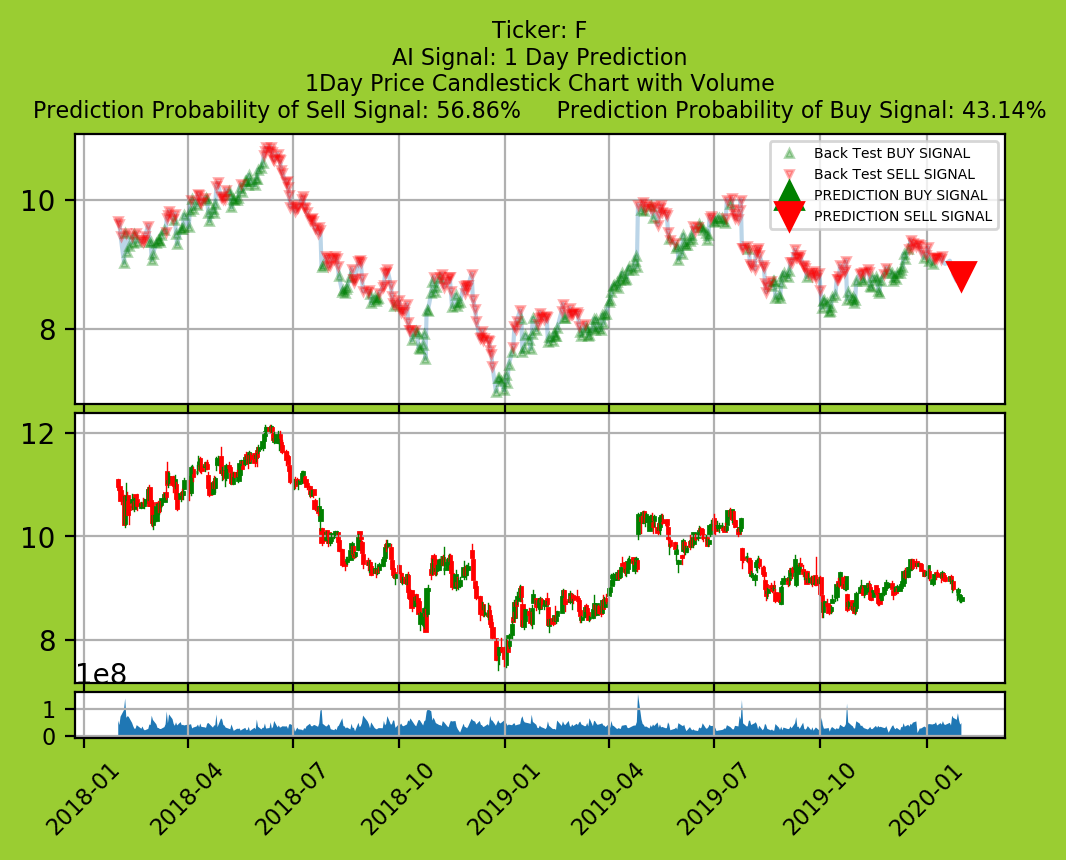 Ticker: F
AI Signal: 1 Day Prediction
1Day Price Candlestick Chart with Volume
Prediction Probability of Sell Signal: 56.86%     Prediction Probability of Buy Signal: 43.14%
Back Test BUY SIGNAL
Back Test SELL SIGNAL
PREDICTION BUY SIGNAL
PREDICTION SELL SIGNAL
10
8
12
10
8
1e8
1
0
2018-01 2018-04 2018-07 2018-10 2019-01 2019-04 2019-07 2019-10 2020-01